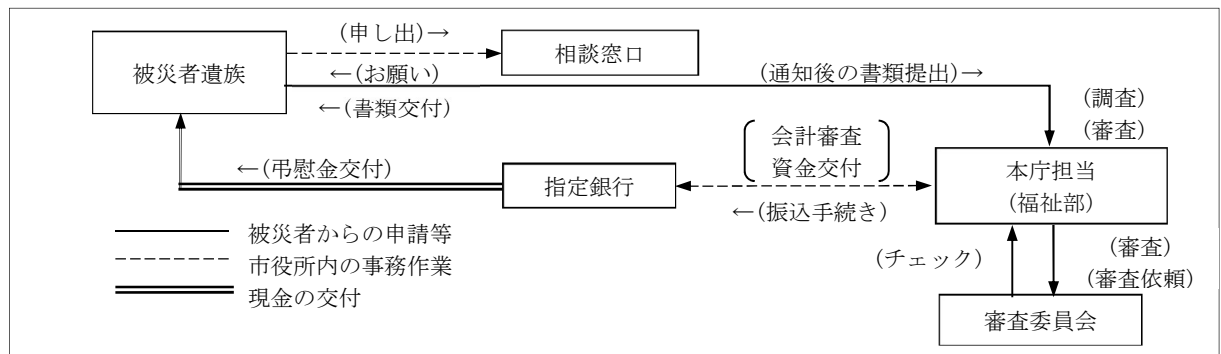 (申し出)→
被災者遺族
相談窓口
←(お願い)
(通知後の書類提出)→
←(書類交付)
(調査)
(審査)
会計審査
資金交付
←(弔慰金交付)
指定銀行
本庁担当
(福祉部)
←(振込手続き)
被災者からの申請等
市役所内の事務作業
現金の交付
(チェック)
(審査)
(審査依頼)
審査委員会